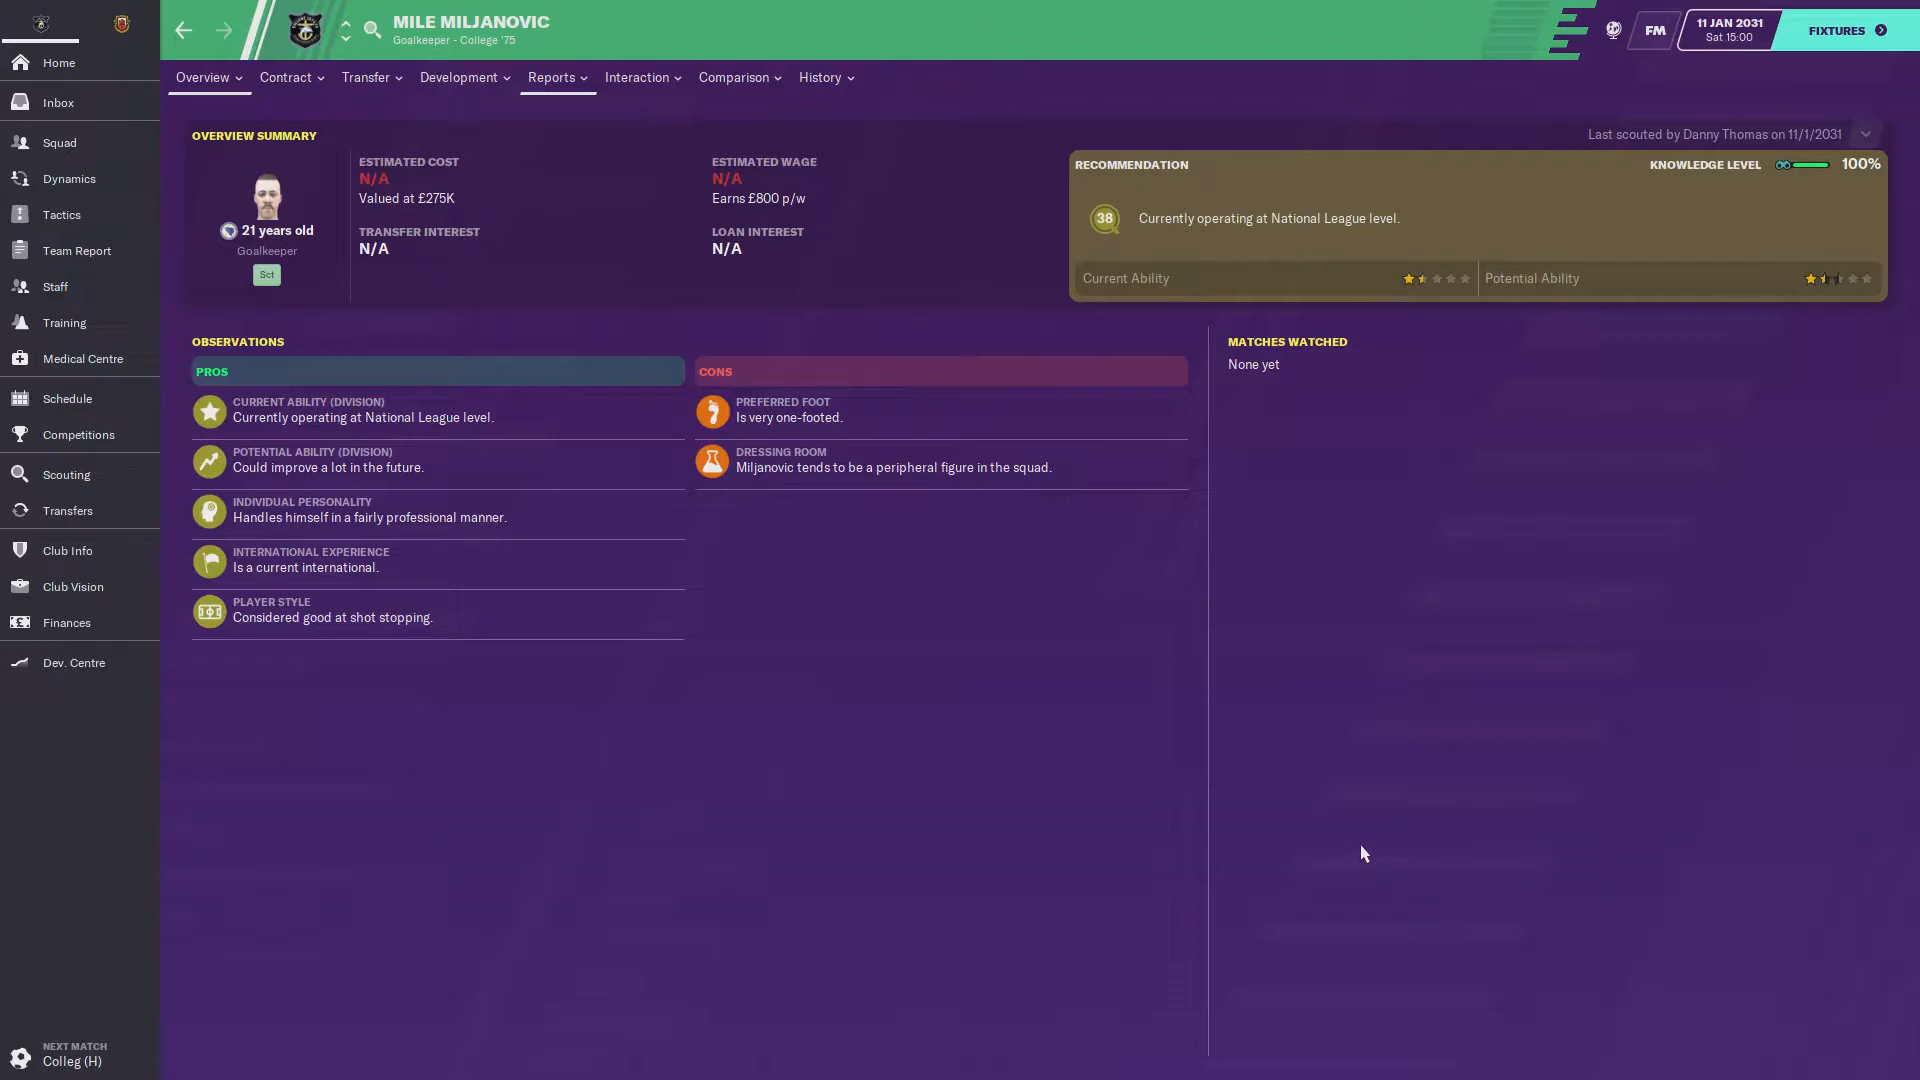 MILE MILJANOVIC
Goalkeeper - College '75
FM
11 JAN 2031
Sat 15:00
FIXTURES
Home
Inbox
Squad
Dynamics
Tactics
Team Report
Staff
Training
Medical Centre
Schedule
Competitions
Scouting
Transfers
Club Info
Club Vision
Finances
Dev. Centre
NEXT MATCH
Colleg (H)
Overview
Contract
Transfer
Development
Reports
Interaction
Comparison
History
OVERVIEW SUMMARY
Last scouted by Danny Thomas on 11/1/2031
21 years old
Goalkeeper
Sct
ESTIMATED COST
N/A
Valued at £275K
TRANSFER INTEREST
N/A
ESTIMATED WAGE
N/A
Earns £800 p/w
LOAN INTEREST
N/A
RECOMMENDATION
KNOWLEDGE LEVEL
100%
38
Currently operating at National League level.
Current Ability
Potential Ability
OBSERVATIONS
PROS
CURRENT ABILITY (DIVISION)
Currently operating at National League level.
POTENTIAL ABILITY (DIVISION)
Could improve a lot in the future.
INDIVIDUAL PERSONALITY
Handles himself in a fairly professional manner.
INTERNATIONAL EXPERIENCE
Is a current international.
PLAYER STYLE
Considered good at shot stopping.
CONS
PREFERRED FOOT
Is very one-footed.
DRESSING ROOM
Miljanovic tends to be a peripheral figure in the squad.
MATCHES WATCHED
None yet